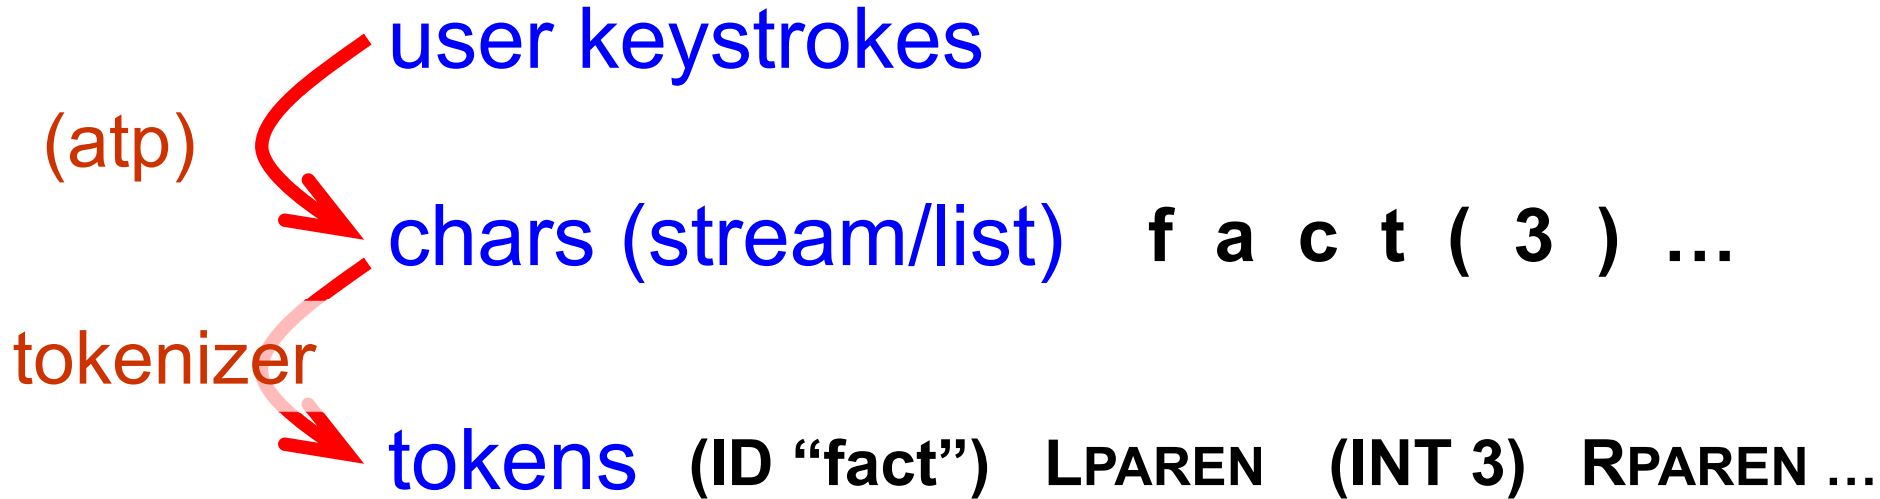 user keystrokes
(atp)
chars (stream/list) f a c t ( 3 ) …
tokenizer
tokens (ID “fact”) LPAREN (INT 3) RPAREN …